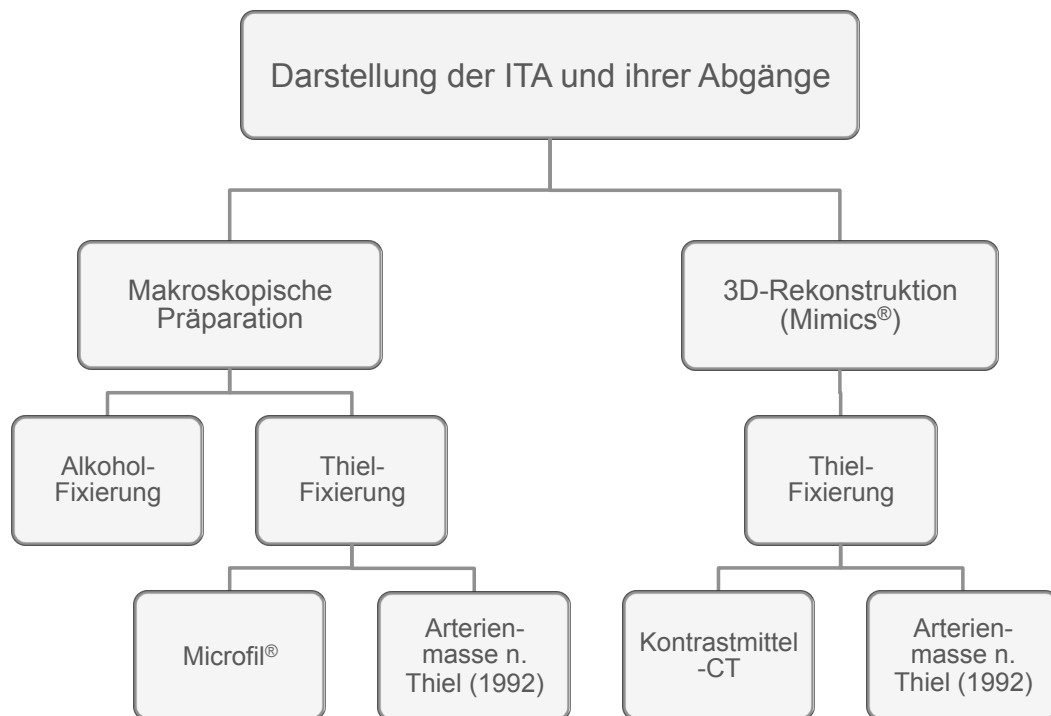 Darstellung der ITA und ihrer Abgänge
Makroskopische
Präparation
3D-Rekonstruktion
(Mimics®)
Alkohol-
Fixierung
Thiel-
Fixierung
Thiel-
Fixierung
Microfil®
Arterien-
masse n.
Thiel (1992)
Kontrastmittel
-CT
Arterien-
masse n.
Thiel (1992)